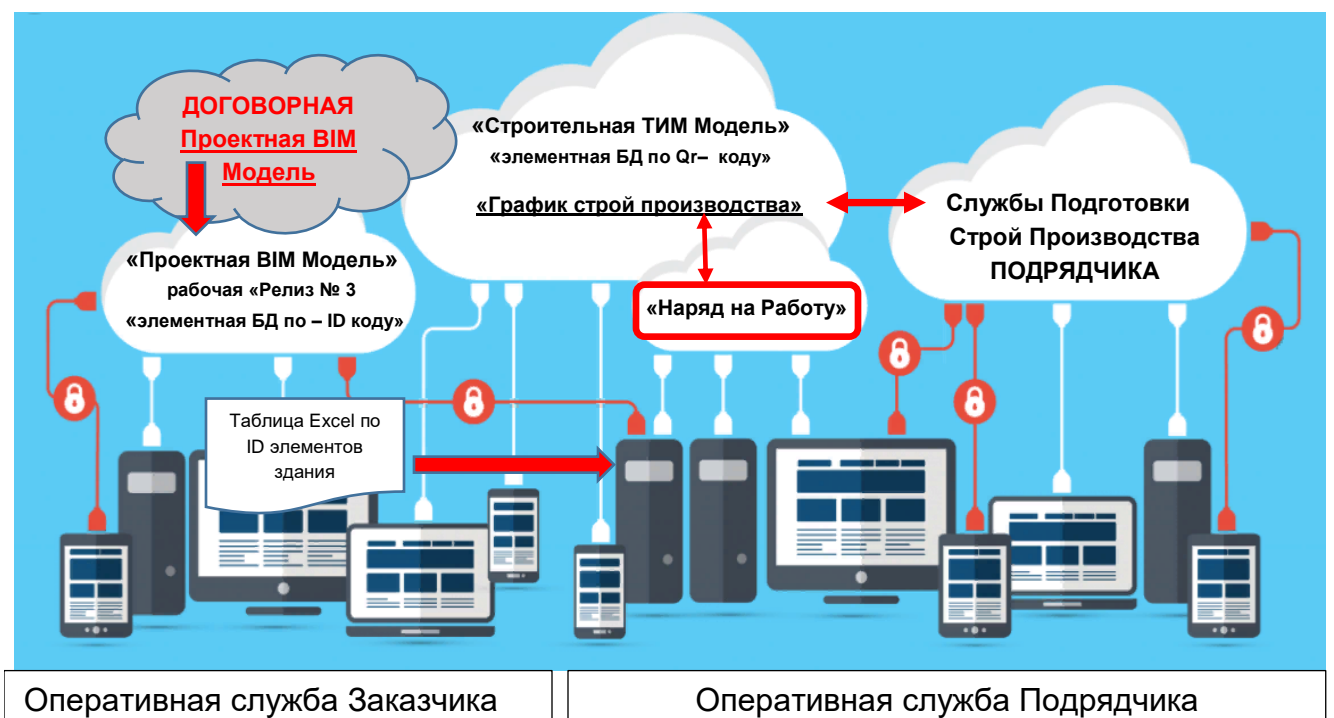 ДОГОВОРНАЯ
Проектная BIM
Модель
«Проектная BIM Модель»
рабочая «Релиз № 3
«элементная БД по – ID коду»
«Строительная ТИМ Модель»
«элементная БД по Qr– коду»
«График строй производства»
«Наряд на Работу»
Службы Подготовки
Строй Производства
ПОДРЯДЧИКА
Таблица Excel по
ID элементов
здания
Оперативная служба Заказчика
Оперативная служба Подрядчика